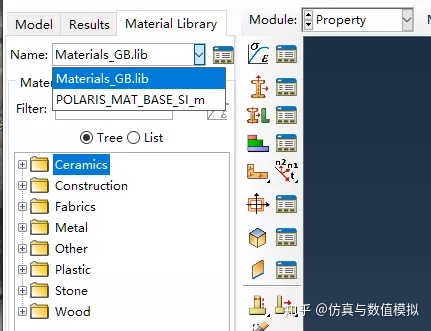 Model Results Material Library Module: Property
Name: Materials_GB.lib
Materials_GB.lib
POLARIS_MAT_BASE_SI_m
Mate
Filter:
Tree List
Ceramics
Construction
Fabrics
Metal
Other
Plastic
Stone
Wood
知乎 @仿真与数值模拟